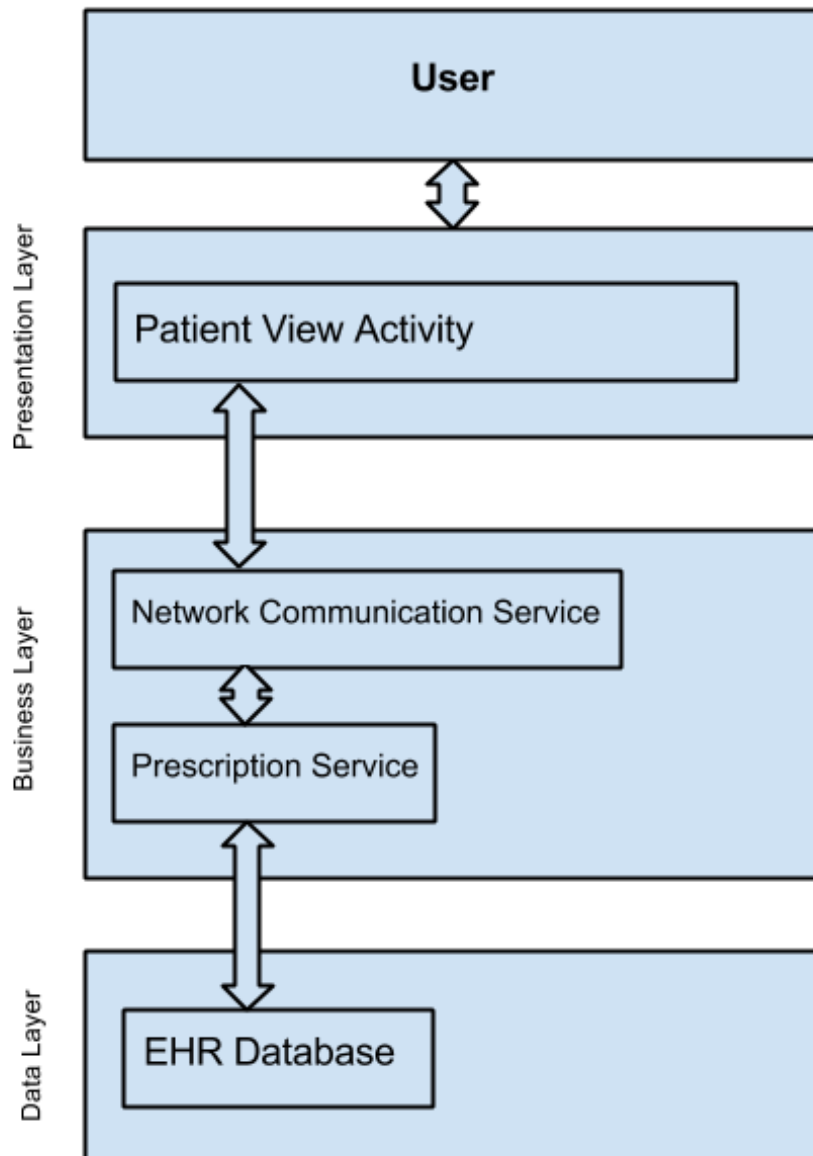 User
Presentation Layer
Patient View Activity
Business Layer
Network Communication Service
Prescription Service
Data Layer
EHR Database